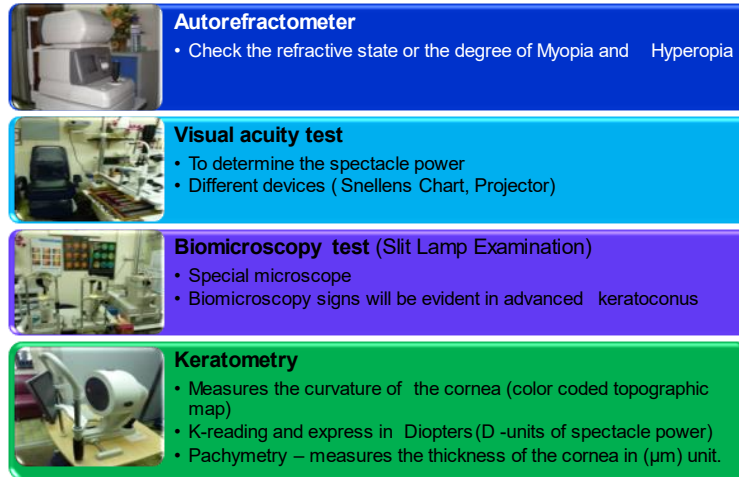 Autorefractometer
• Check the refractive state or the degree of Myopia and Hyperopia
Visual acuity test
• To determine the spectacle power
• Different devices ( Snellens Chart, Projector)
Biomicroscopy test (Slit Lamp Examination)
• Special microscope
• Biomicroscopy signs will be evident in advanced keratoconus
Keratometry
• Measures the curvature of the cornea (color coded topographic
map)
• K-reading and express in Diopters (D -units of spectacle power)
• Pachymetry – measures the thickness of the cornea in (μm) unit.